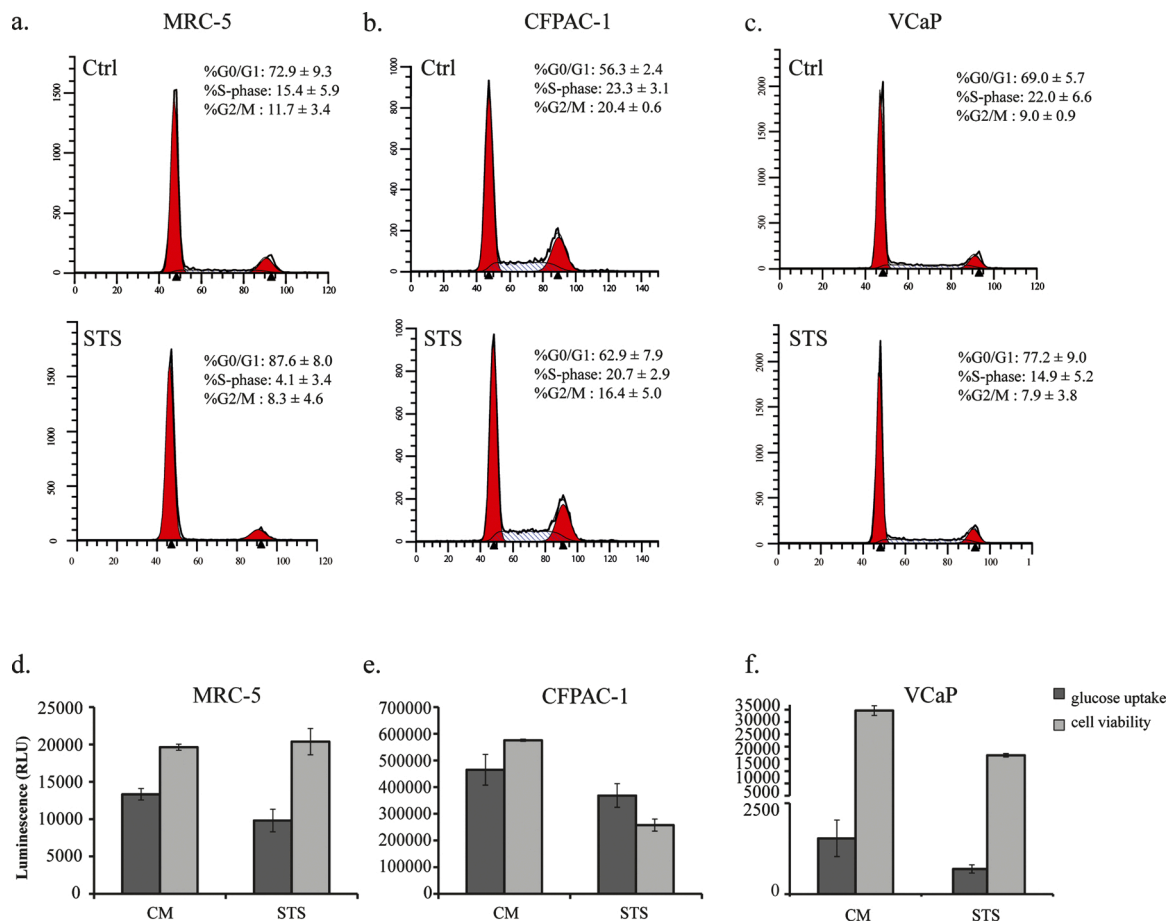 a.
MRC-5
b.
CFPAC-1
c.
VCaP
Ctrl
%G0/G1: 72.9 ± 9.3
%S-phase: 15.4 ± 5.9
%G2/M : 11.7 ± 3.4
1500
1000
500
0
0 20 40 60 80 100 120
Ctrl
%G0/G1: 56.3 ± 2.4
%S-phase: 23.3 ± 3.1
%G2/M : 20.4 ± 0.6
1000
800
600
400
200
0
0 20 40 60 80 100 120 140
Ctrl
%G0/G1: 69.0 ± 5.7
%S-phase: 22.0 ± 6.6
%G2/M : 9.0 ± 0.9
2000
1500
1000
500
0
0 20 40 60 80 100 120
STS
%G0/G1: 87.6 ± 8.0
%S-phase: 4.1 ± 3.4
%G2/M : 8.3 ± 4.6
1500
1000
500
0
0 20 40 60 80 100 120
STS
%G0/G1: 62.9 ± 7.9
%S-phase: 20.7 ± 2.9
%G2/M : 16.4 ± 5.0
1000
800
600
400
200
0
0 20 40 60 80 100 120 140
STS
%G0/G1: 77.2 ± 9.0
%S-phase: 14.9 ± 5.2
%G2/M : 7.9 ± 3.8
2000
1500
1000
500
0
0 20 40 60 80 100 1
d.
MRC-5
Luminescence (RLU)
25000
20000
15000
10000
5000
0
CM STS
e.
CFPAC-1
700000
600000
500000
400000
300000
200000
100000
0
CM STS
f.
VCaP
35000
30000
25000
20000
15000
10000
5000
2500
0
CM STS
glucose uptake
cell viability